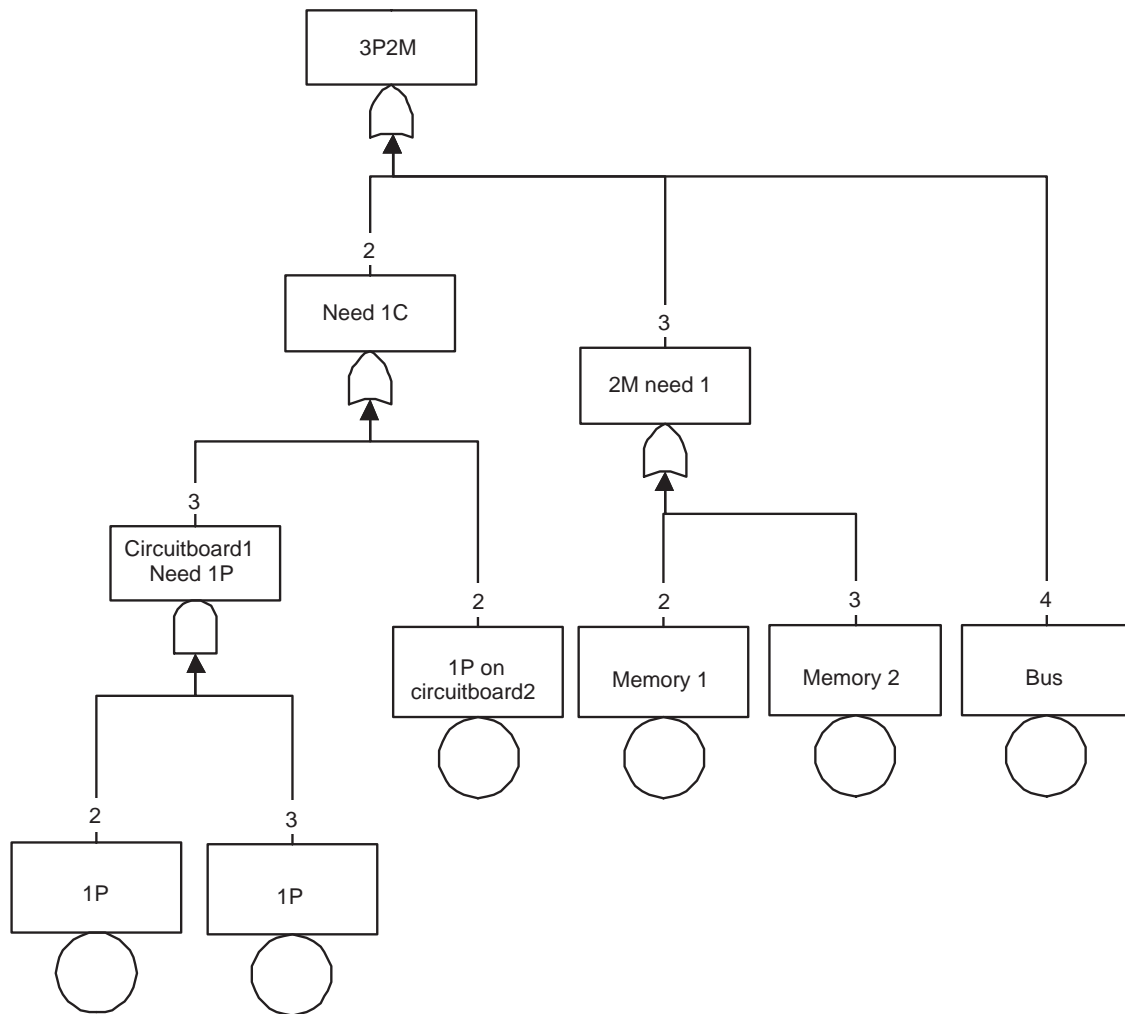 3P2M
2
Need 1C
3
2M need 1
3
Circuitboard1
Need 1P
2
2
3
4
1P on
circuitboard2
Memory 1
Memory 2
Bus
2
3
1P
1P